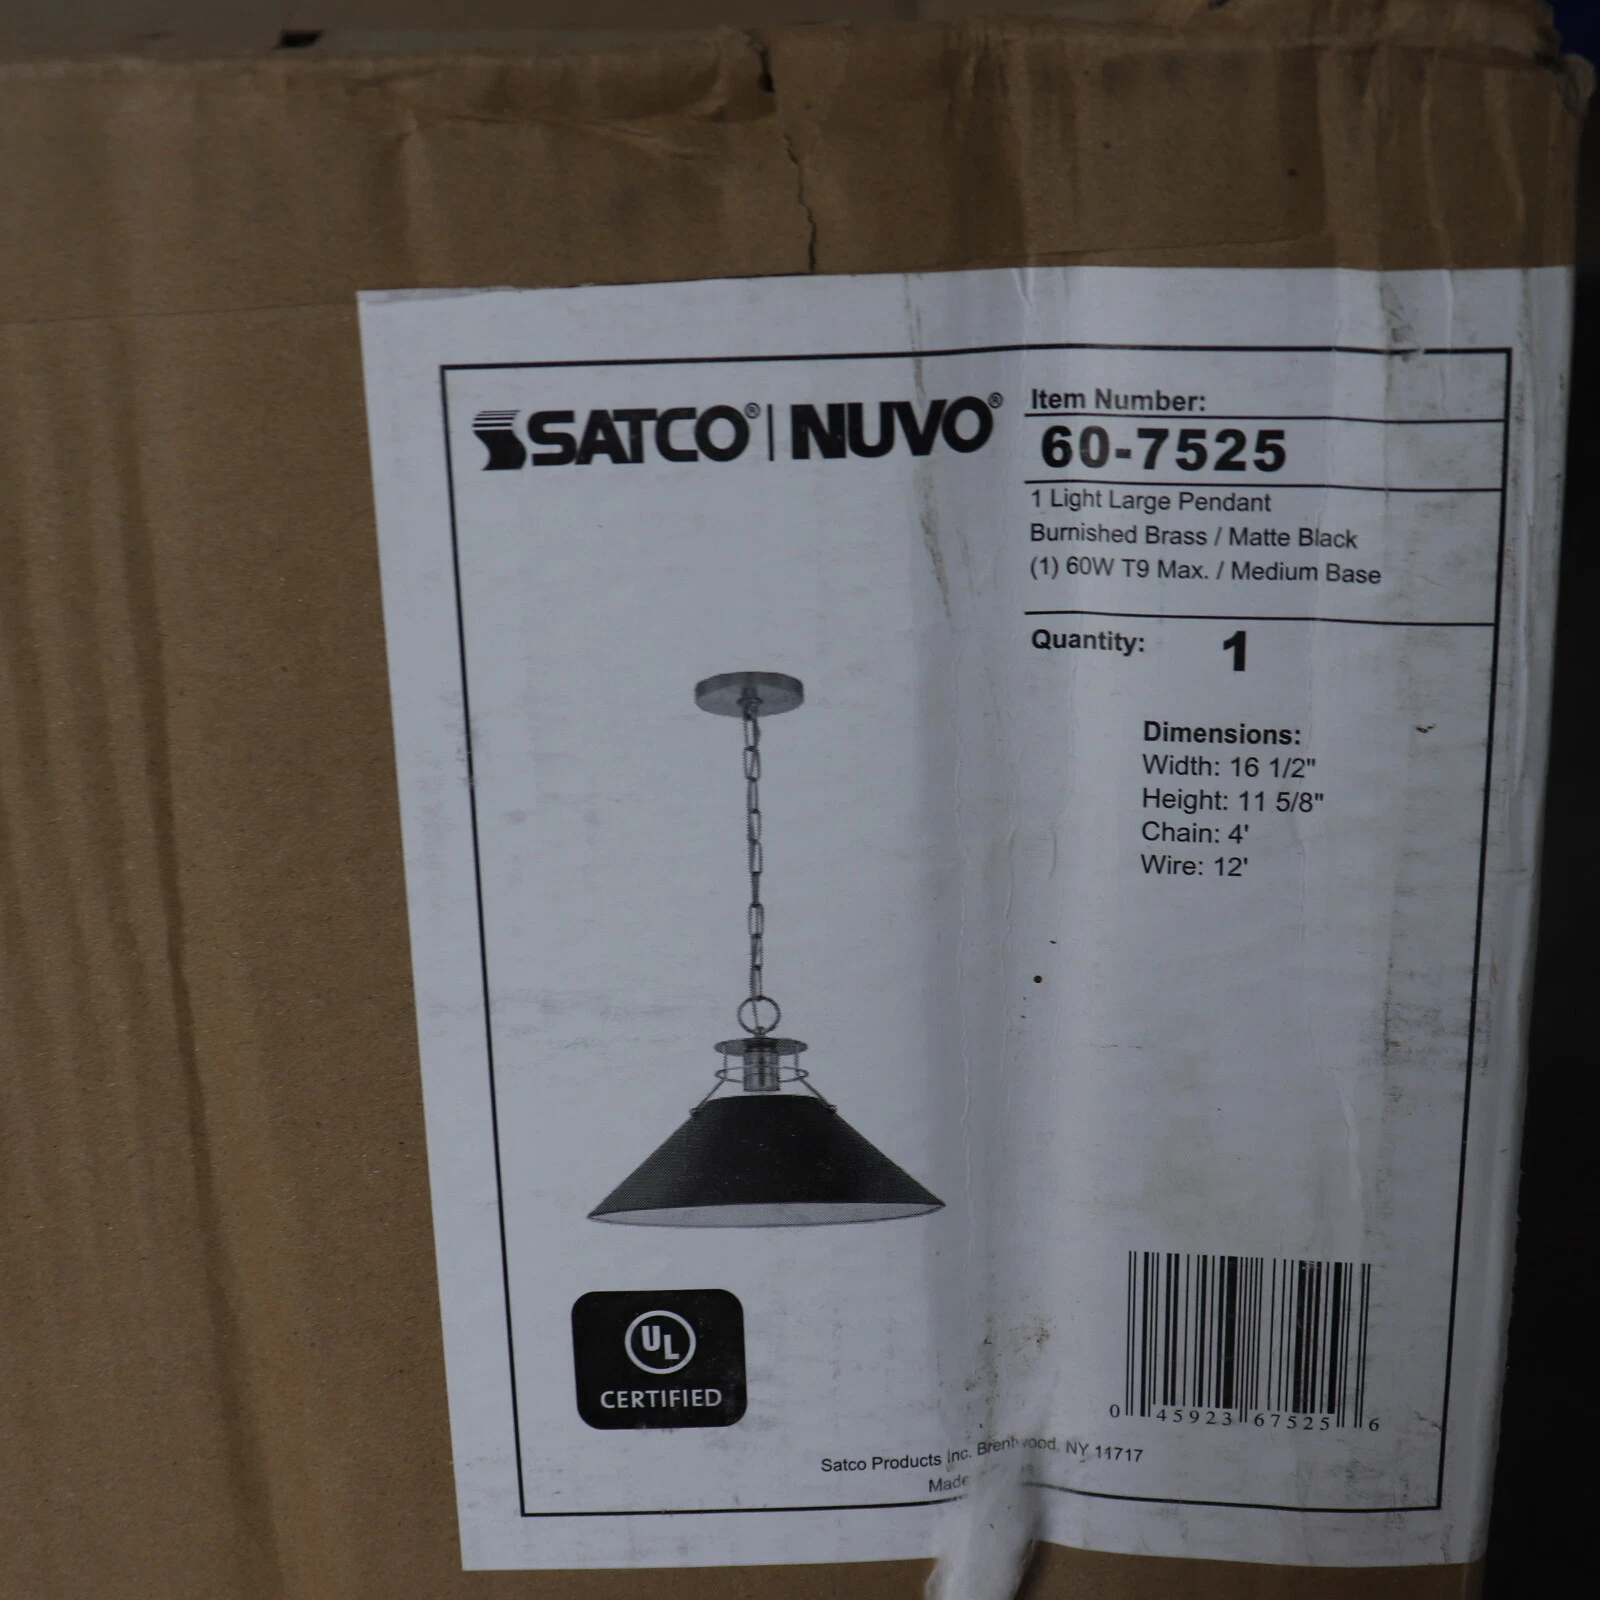 SATCO® | NUVO®
Item Number:
60-7525
1 Light Large Pendant
Burnished Brass / Matte Black
(1) 60W T9 Max. / Medium Base
Quantity: 1
Dimensions:
Width: 16 1/2"
Height: 11 5/8"
Chain: 4'
Wire: 12'
UL
CERTIFIED
0 45923 67525 6
Satco Products Inc. Brentwood, NY 11717
Made